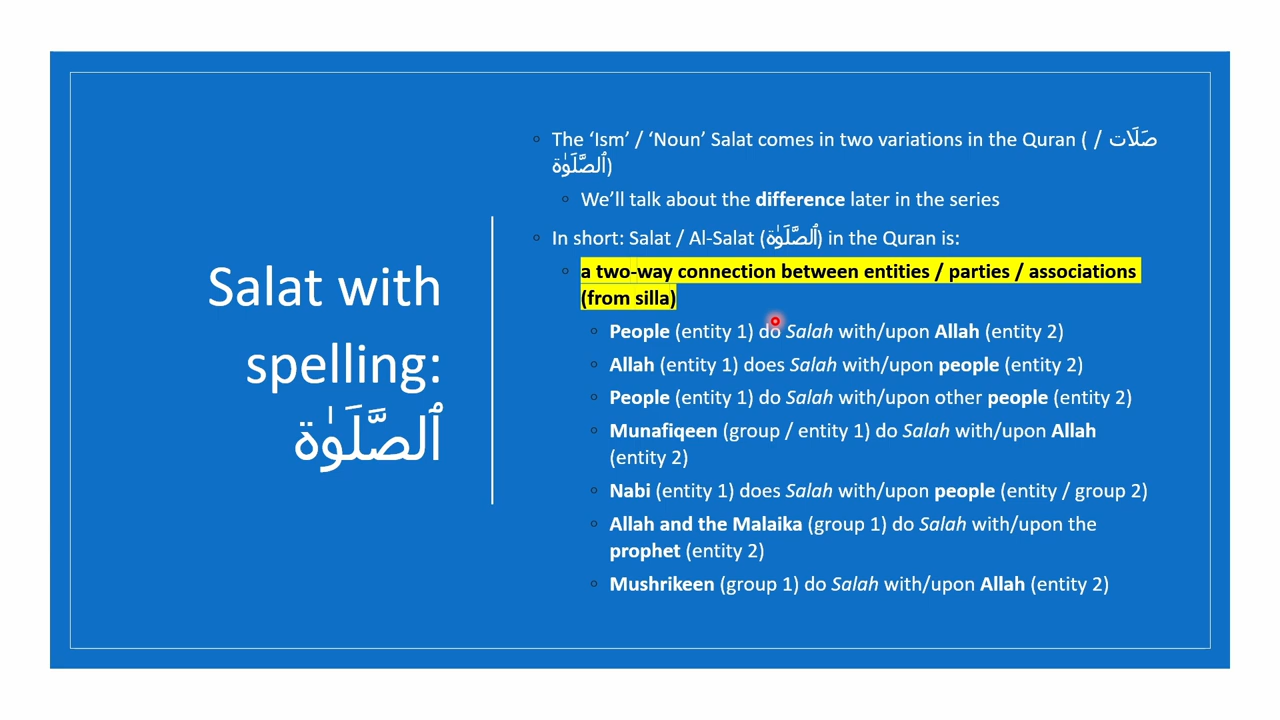 Salat with
spelling:
ٱلصَّلَوٰة
◦ The ‘Ism’ / ‘Noun’ Salat comes in two variations in the Quran ( / صَلَات
ٱلصَّلَوٰة)
◦ We’ll talk about the difference later in the series
◦ In short: Salat / Al-Salat (ٱلصَّلَوٰة) in the Quran is:
◦ a two-way connection between entities / parties / associations
(from silla)
◦ People (entity 1) do Salah with/upon Allah (entity 2)
◦ Allah (entity 1) does Salah with/upon people (entity 2)
◦ People (entity 1) do Salah with/upon other people (entity 2)
◦ Munafiqeen (group / entity 1) do Salah with/upon Allah
(entity 2)
◦ Nabi (entity 1) does Salah with/upon people (entity / group 2)
◦ Allah and the Malaika (group 1) do Salah with/upon the
prophet (entity 2)
◦ Mushrikeen (group 1) do Salah with/upon Allah (entity 2)